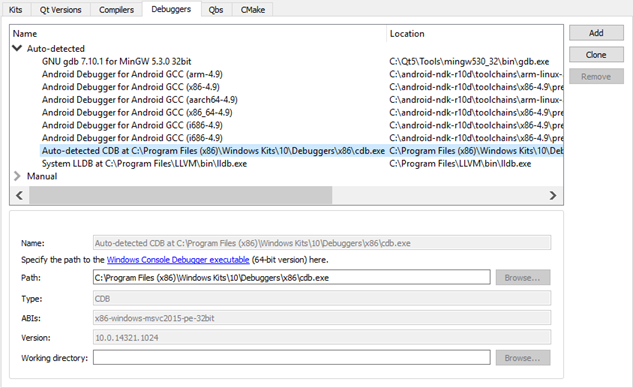 Kits Qt Versions Compilers Debuggers Qbs CMake
Name Location
Auto-detected
GNU gdb 7.10.1 for MinGW 5.3.0 32bit C:\Qt5\Tools\mingw530_32\bin\gdb.exe
Android Debugger for Android GCC (arm-4.9) C:\android-ndk-r10d\toolchains\arm-linux-
Android Debugger for Android GCC (x86-4.9) C:\android-ndk-r10d\toolchains\x86-4.9\pre
Android Debugger for Android GCC (aarch64-4.9) C:\android-ndk-r10d\toolchains\arm-linux-
Android Debugger for Android GCC (x86_64-4.9) C:\android-ndk-r10d\toolchains\x86-4.9\pre
Android Debugger for Android GCC (i686-4.9) C:\android-ndk-r10d\toolchains\x86-4.9\pre
Android Debugger for Android GCC (i686-4.9) C:\android-ndk-r10d\toolchains\x86-4.9\pre
Auto-detected CDB at C:\Program Files (x86)\Windows Kits\10\Debuggers\x86\cdb.exe C:\Program Files (x86)\Windows Kits\10\Deb
System LLDB at C:\Program Files\LLVM\bin\lldb.exe C:\Program Files\LLVM\bin\lldb.exe
Manual
Add
Clone
Remove
Name: Auto-detected CDB at C:\Program Files (x86)\Windows Kits\10\Debuggers\x86\cdb.exe
Specify the path to the Windows Console Debugger executable (64-bit version) here.
Path: C:\Program Files (x86)\Windows Kits\10\Debuggers\x86\cdb.exe Browse...
Type: CDB
ABIs: x86-windows-msvc2015-pe-32bit
Version: 10.0.14321.1024
Working directory: Browse...